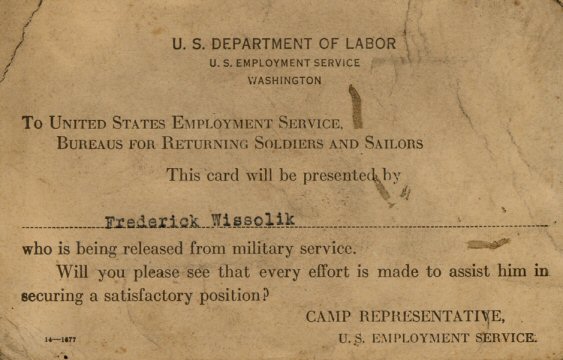 U. S. DEPARTMENT OF LABOR
U. S. EMPLOYMENT SERVICE
WASHINGTON
To United States Employment Service,
Bureaus for Returning Soldiers and Sailors
This card will be presented by
Frederick Wissolik
who is being released from military service.
Will you please see that every effort is made to assist him in
securing a satisfactory position?
CAMP REPRESENTATIVE,
U. S. EMPLOYMENT SERVICE.
14—1677